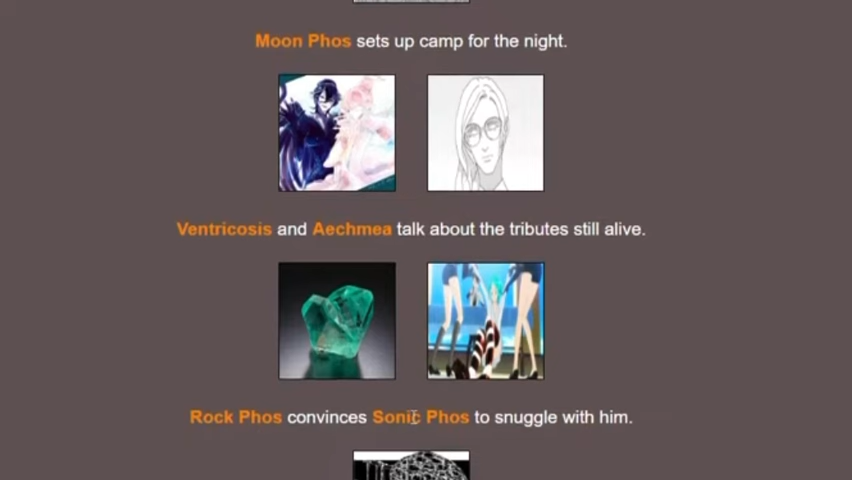 Moon Phos sets up camp for the night.
Ventricosis and Aechmea talk about the tributes still alive.
Rock Phos convinces Sonic Phos to snuggle with him.